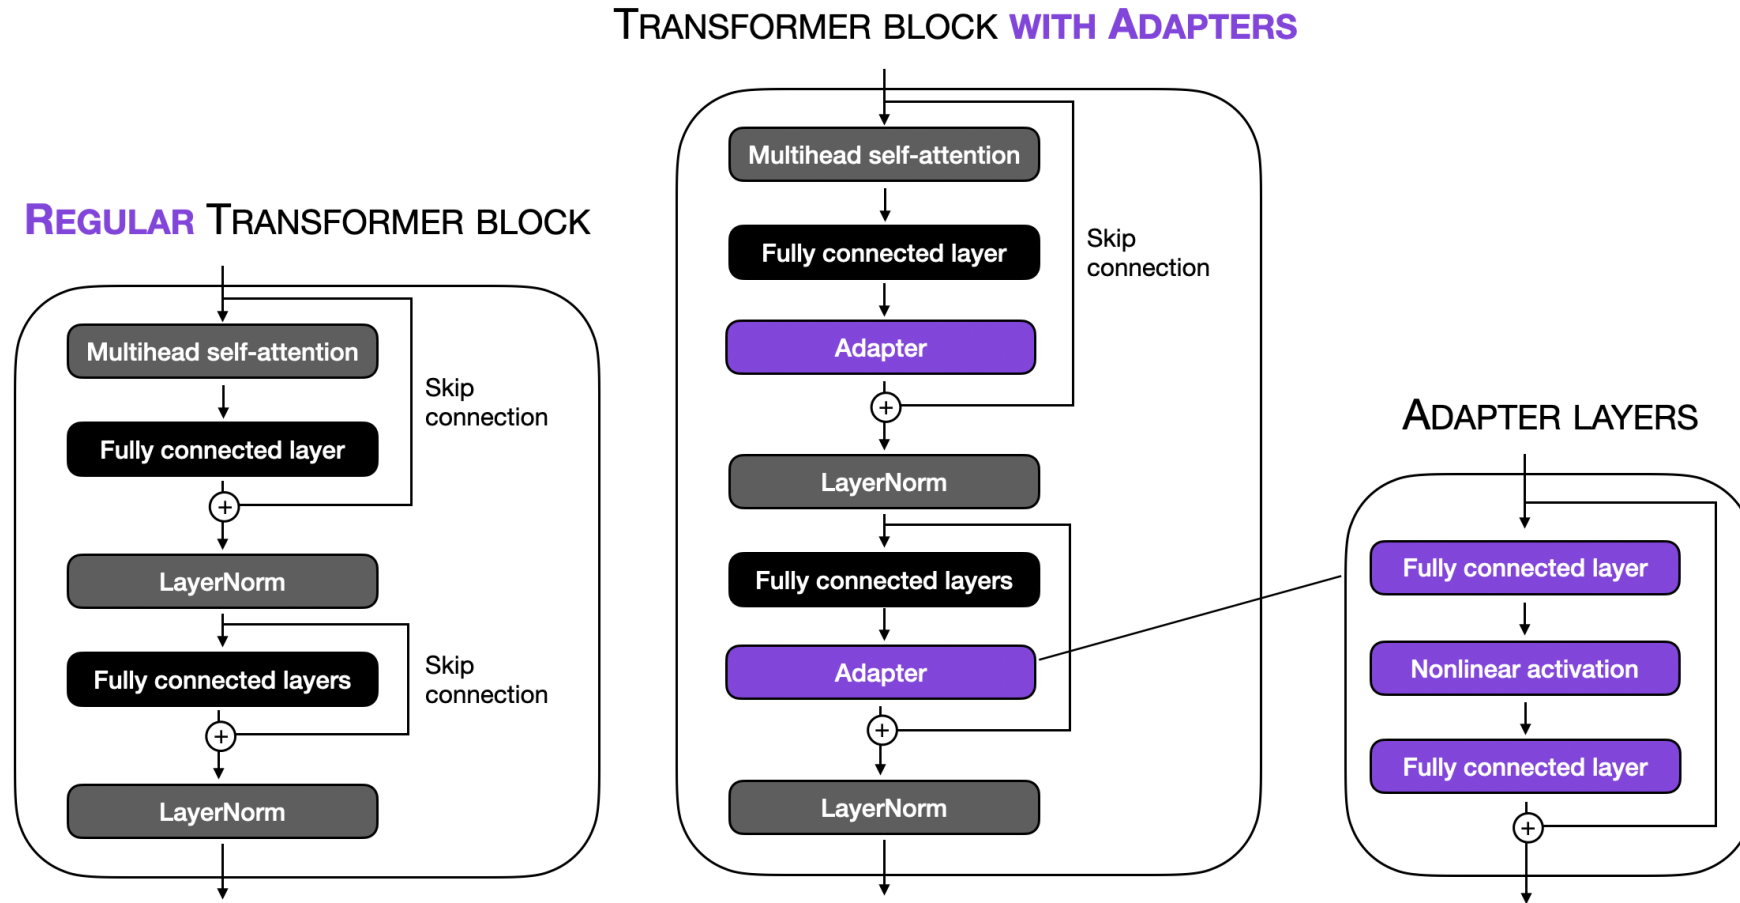 REGULAR TRANSFORMER BLOCK
Multihead self-attention
Fully connected layer
Skip
connection
+
LayerNorm
Fully connected layers
Skip
connection
+
LayerNorm
TRANSFORMER BLOCK WITH ADAPTERS
Multihead self-attention
Fully connected layer
Skip
connection
Adapter
+
LayerNorm
Fully connected layers
Adapter
+
LayerNorm
ADAPTER LAYERS
Fully connected layer
Nonlinear activation
Fully connected layer
+